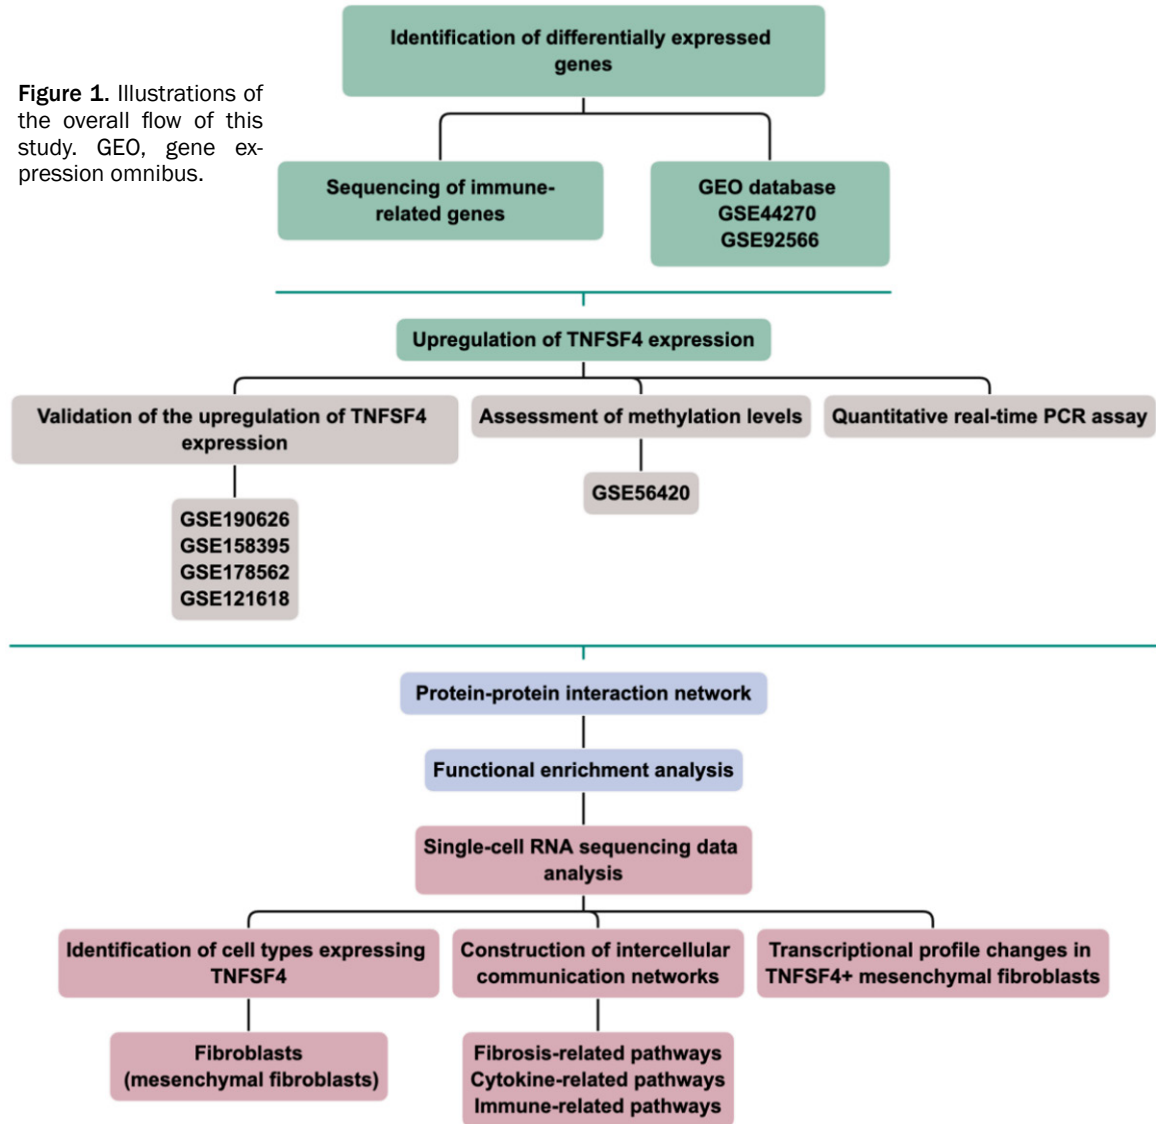 Identification of differentially expressed
genes
Figure 1. Illustrations of
the overall flow of this
study. GEO, gene ex-
pression omnibus.
Sequencing of immune-
related genes
GEO database
GSE44270
GSE92566
Upregulation of TNFSF4 expression
Validation of the upregulation of TNFSF4
expression
Assessment of methylation levels
Quantitative real-time PCR assay
GSE190626
GSE158395
GSE178562
GSE121618
GSE56420
Protein-protein interaction network
Functional enrichment analysis
Single-cell RNA sequencing data
analysis
Identification of cell types expressing
TNFSF4
Construction of intercellular
communication networks
Transcriptional profile changes in
TNFSF4+ mesenchymal fibroblasts
Fibroblasts
(mesenchymal fibroblasts)
Fibrosis-related pathways
Cytokine-related pathways
Immune-related pathways